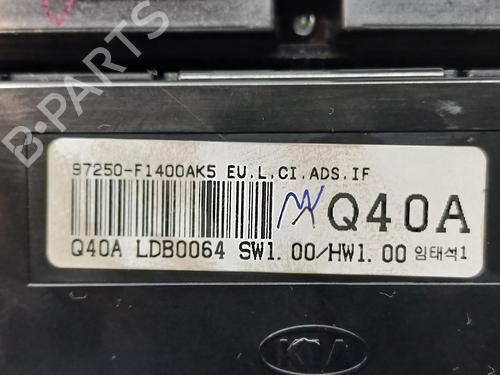 97250-F1400AK5 EU.L.CI.ADS.IF
Q40A
Q40A LDB0064 SW1.00/HW1.00 임태석1
KIA
B-PARTS